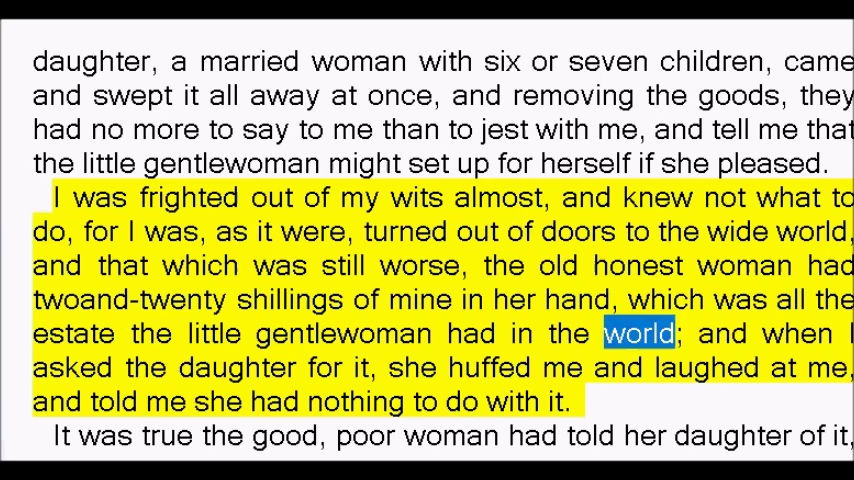 daughter, a married woman with six or seven children, came
and swept it all away at once, and removing the goods, they
had no more to say to me than to jest with me, and tell me that
the little gentlewoman might set up for herself if she pleased.
I was frighted out of my wits almost, and knew not what to
do, for I was, as it were, turned out of doors to the wide world,
and that which was still worse, the old honest woman had
twoand-twenty shillings of mine in her hand, which was all the
estate the little gentlewoman had in the world; and when I
asked the daughter for it, she huffed me and laughed at me,
and told me she had nothing to do with it.
It was true the good, poor woman had told her daughter of it,